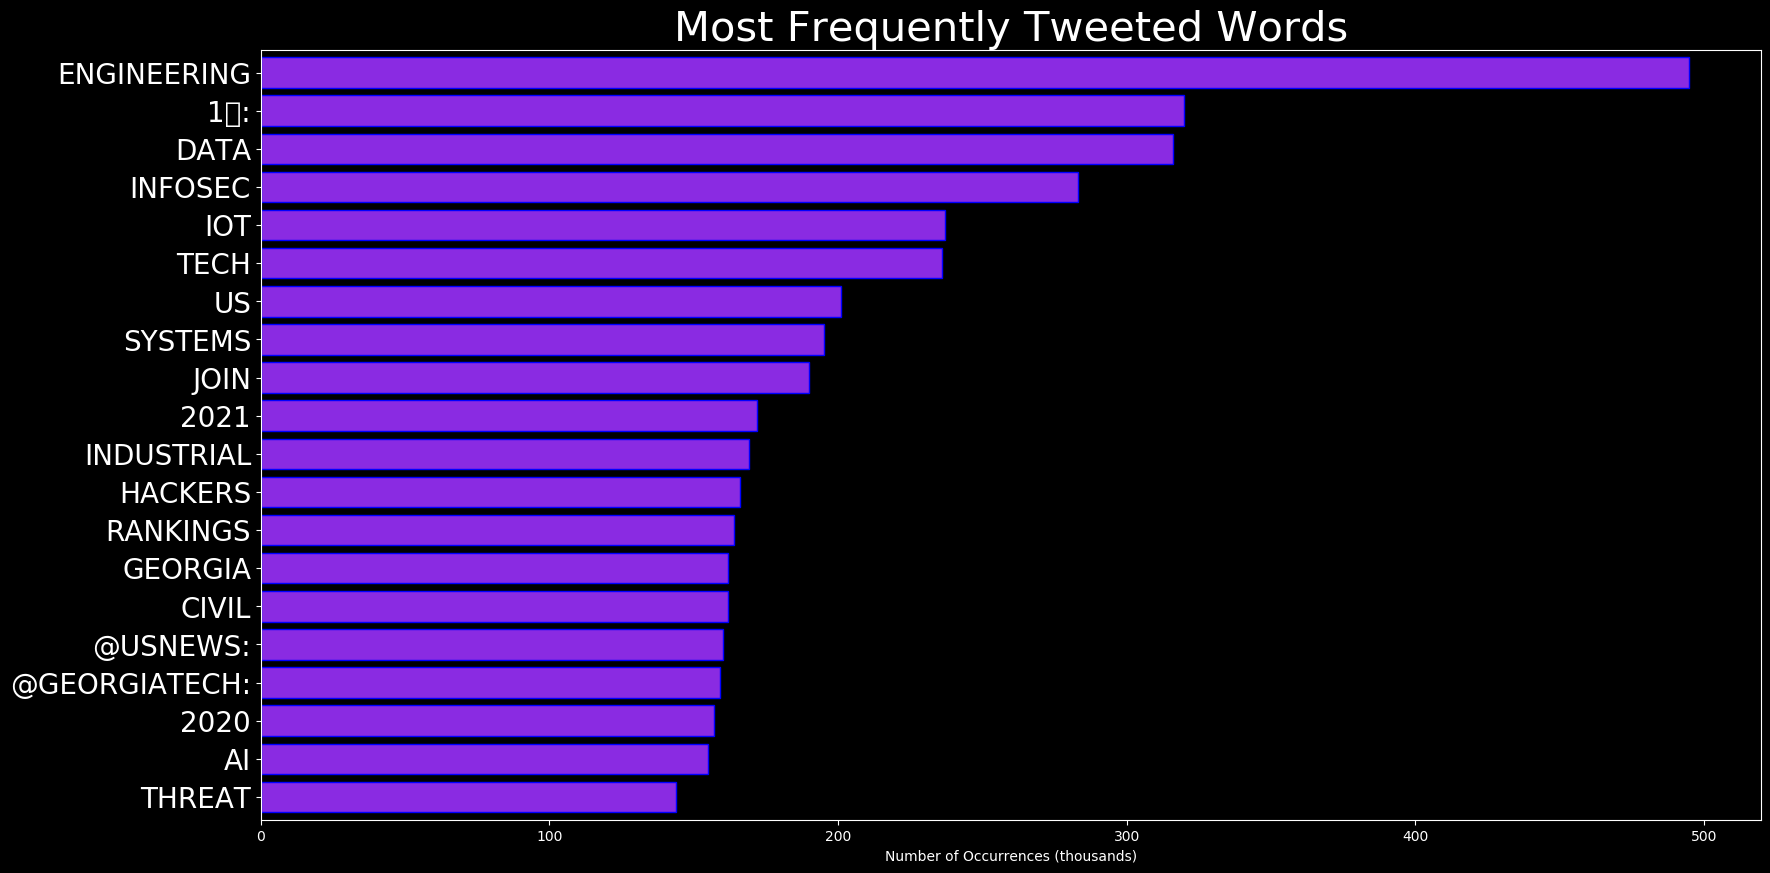 Most Frequently Tweeted Words
ENGINEERING
1▯:
DATA
INFOSEC
IOT
TECH
US
SYSTEMS
JOIN
2021
INDUSTRIAL
HACKERS
RANKINGS
GEORGIA
CIVIL
@USNEWS:
@GEORGIATECH:
2020
AI
THREAT
0 100 200 300 400 500
Number of Occurrences (thousands)